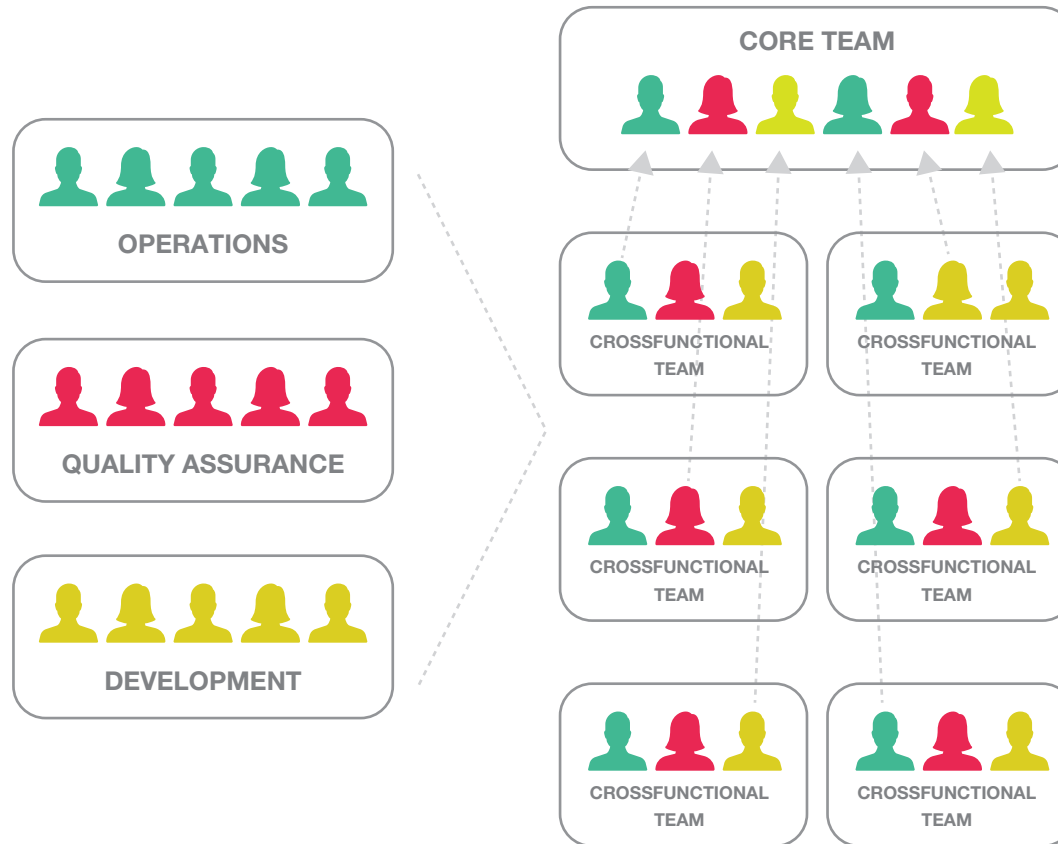 OPERATIONS
QUALITY ASSURANCE
DEVELOPMENT
CORE TEAM
CROSSFUNCTIONAL
TEAM
CROSSFUNCTIONAL
TEAM
CROSSFUNCTIONAL
TEAM
CROSSFUNCTIONAL
TEAM
CROSSFUNCTIONAL
TEAM
CROSSFUNCTIONAL
TEAM